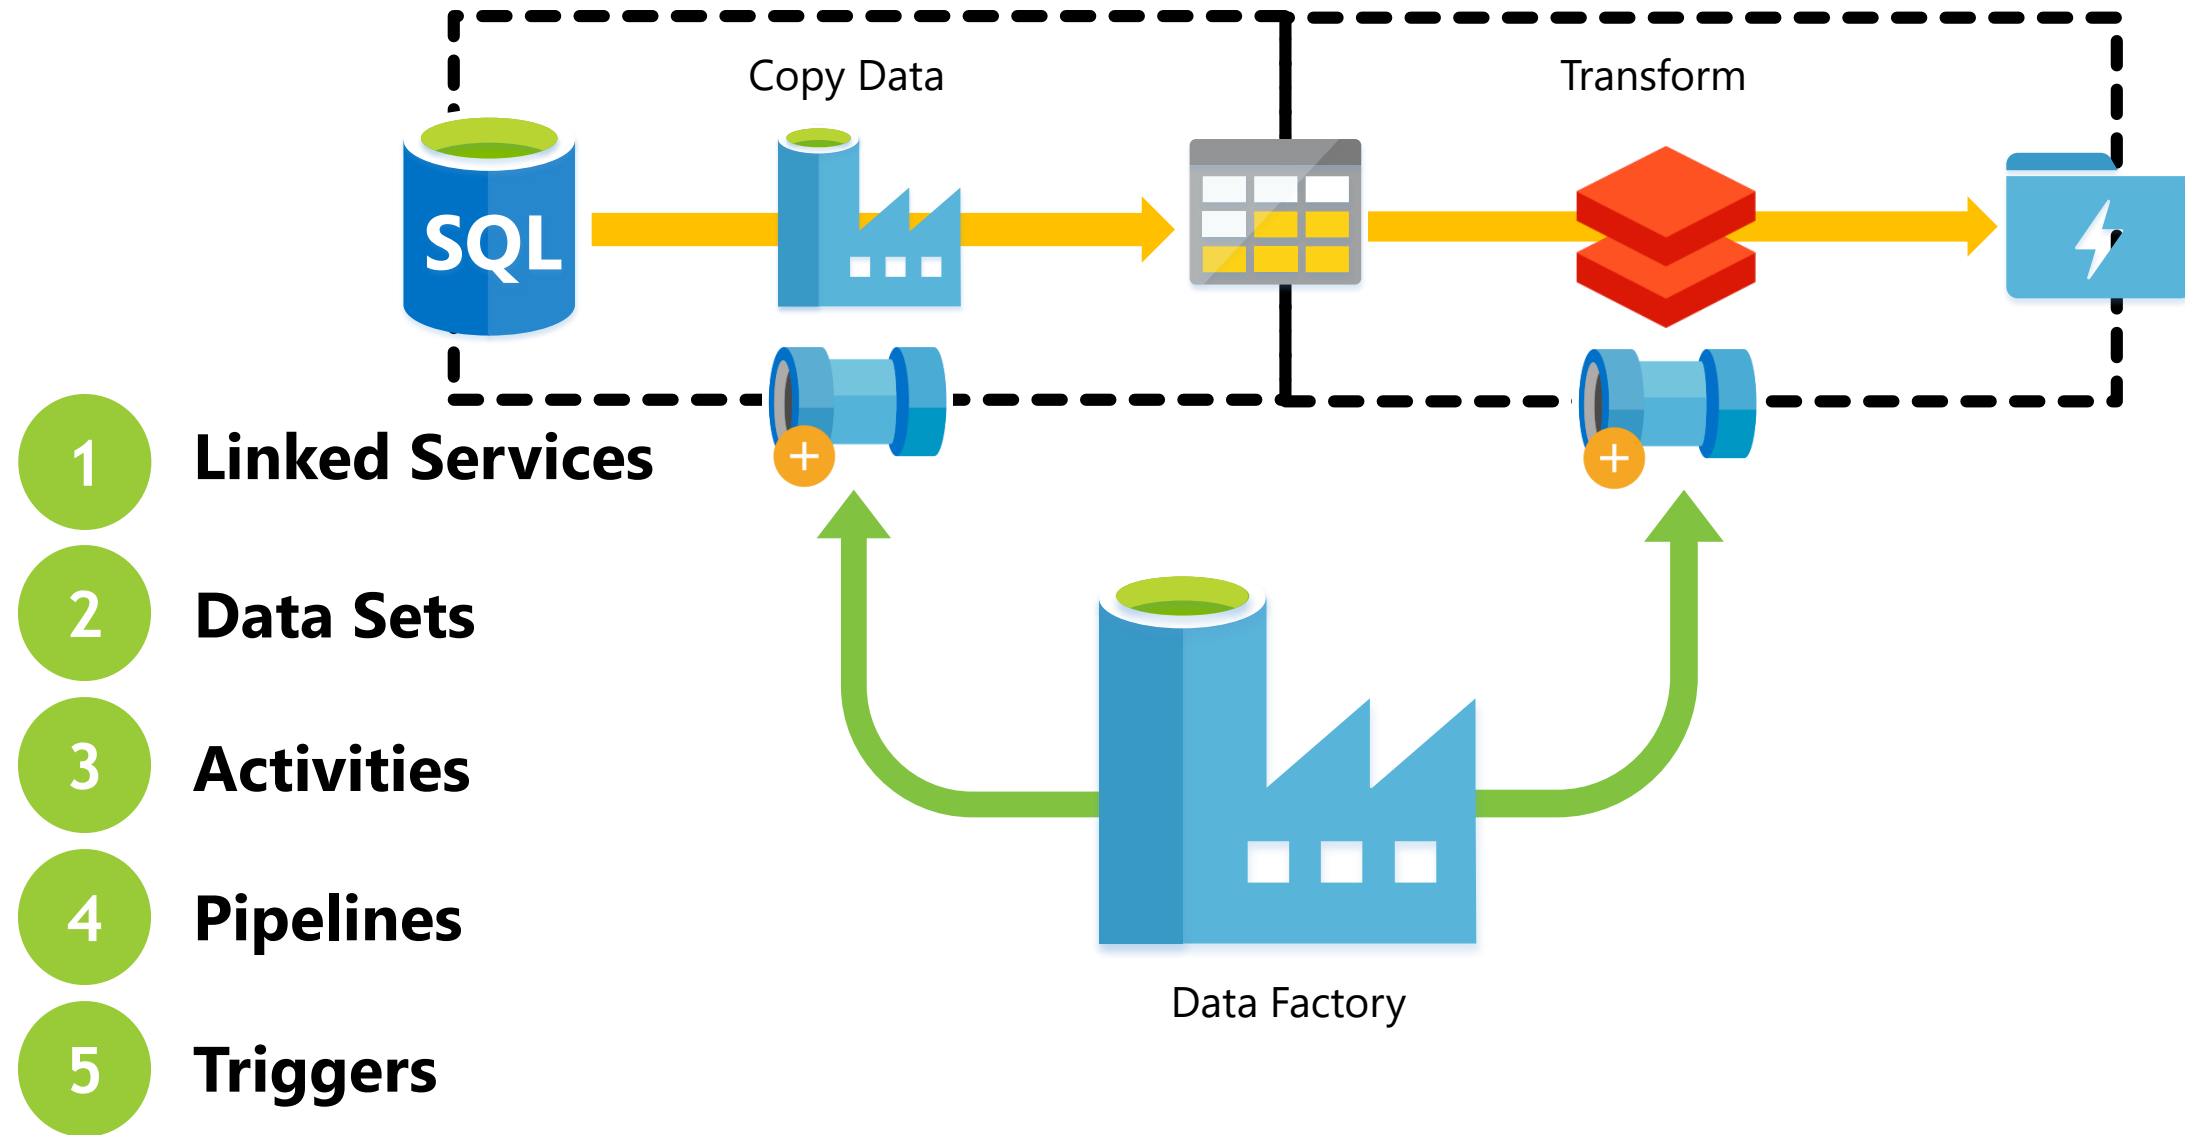 Copy Data
Transform
SQL
1 Linked Services
2 Data Sets
3 Activities
4 Pipelines
5 Triggers
Data Factory